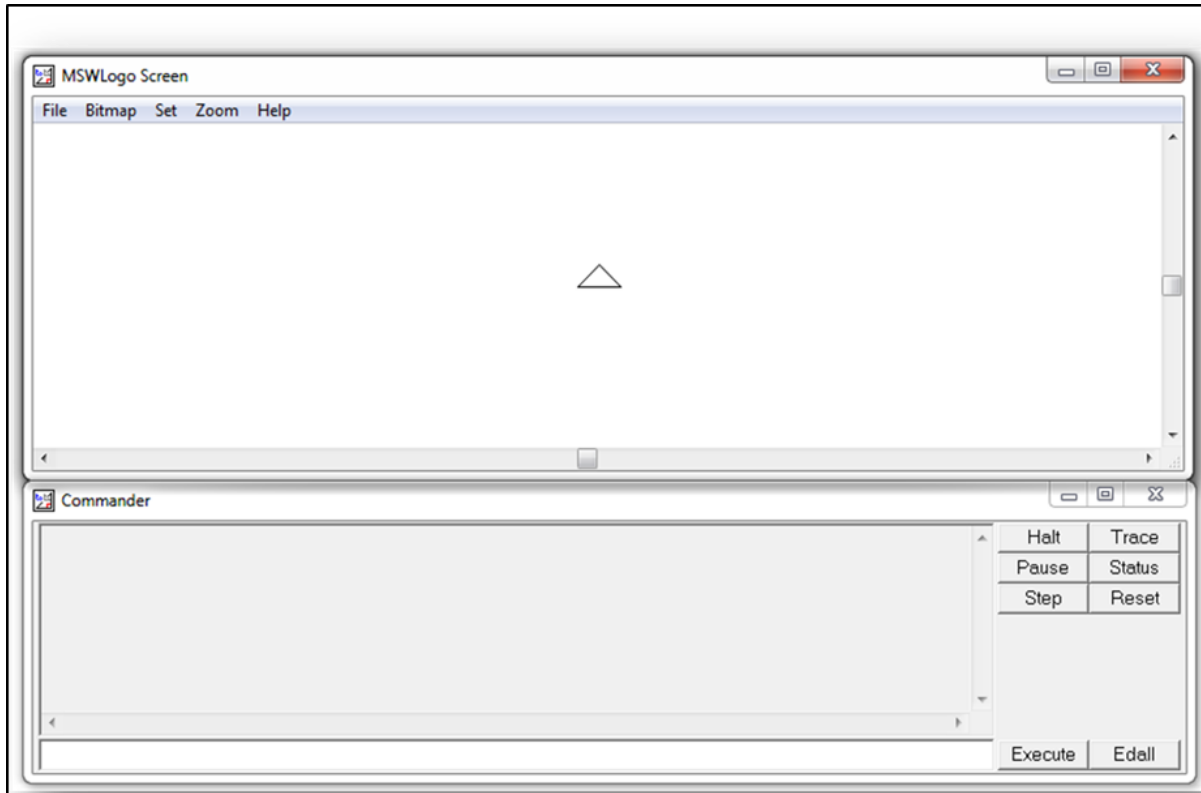 MSWLogo Screen
File Bitmap Set Zoom Help
Commander
Halt Trace
Pause Status
Step Reset
Execute Edall